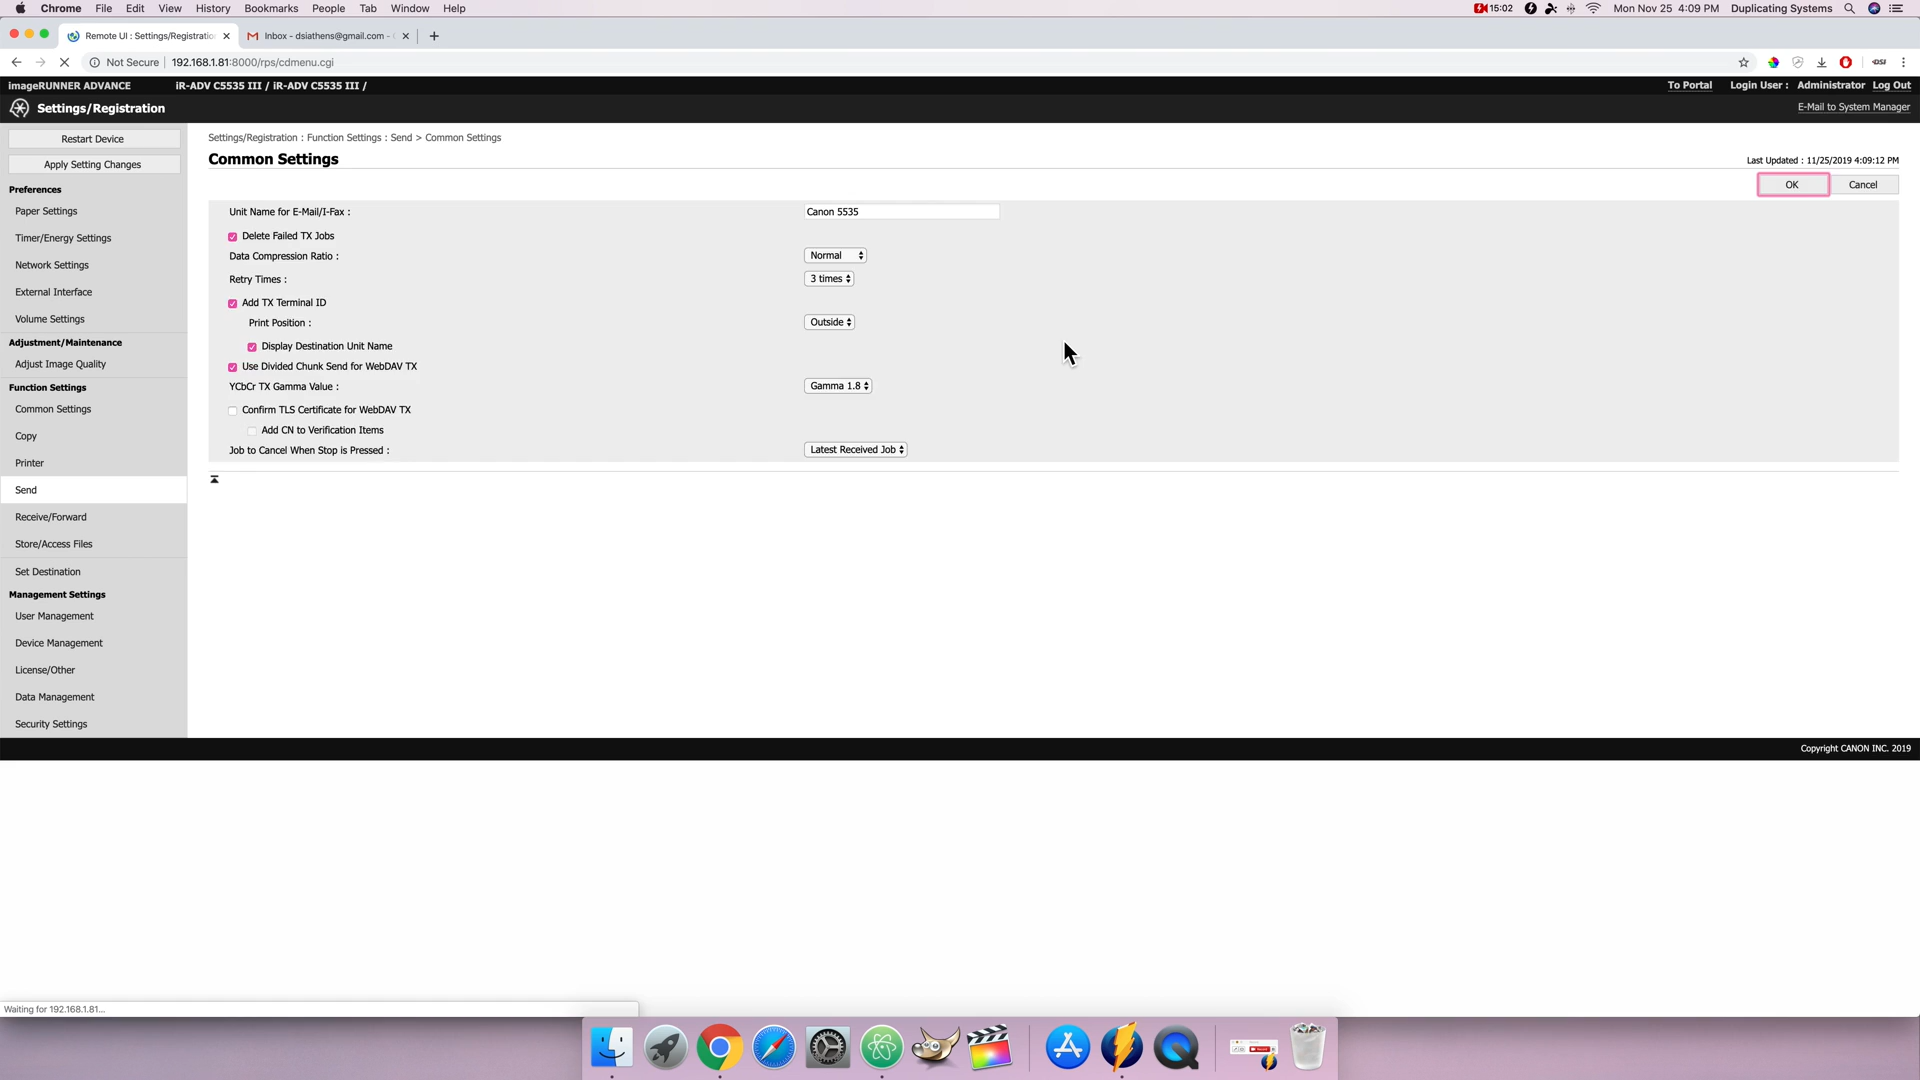 Chrome File Edit View History Bookmarks People Tab Window Help
15:02 Mon Nov 25 4:09 PM Duplicating Systems
Remote UI : Settings/Registratio
Inbox - dsiathens@gmail.com -
Not Secure | 192.168.1.81:8000/rps/cdmenu.cgi
DSI
imageRUNNER ADVANCE iR-ADV C5535 III / iR-ADV C5535 III /
To Portal Login User : Administrator Log Out
Settings/Registration
E-Mail to System Manager
Restart Device
Apply Setting Changes
Preferences
Paper Settings
Timer/Energy Settings
Network Settings
External Interface
Volume Settings
Adjustment/Maintenance
Adjust Image Quality
Function Settings
Common Settings
Copy
Printer
Send
Receive/Forward
Store/Access Files
Set Destination
Management Settings
User Management
Device Management
License/Other
Data Management
Security Settings
Settings/Registration : Function Settings : Send > Common Settings
Common Settings
Last Updated : 11/25/2019 4:09:12 PM
OK Cancel
Unit Name for E-Mail/I-Fax : Canon 5535
Delete Failed TX Jobs
Data Compression Ratio : Normal
Retry Times : 3 times
Add TX Terminal ID
Print Position : Outside
Display Destination Unit Name
Use Divided Chunk Send for WebDAV TX
YCbCr TX Gamma Value : Gamma 1.8
Confirm TLS Certificate for WebDAV TX
Add CN to Verification Items
Job to Cancel When Stop is Pressed : Latest Received Job
Copyright CANON INC. 2019
Waiting for 192.168.1.81...